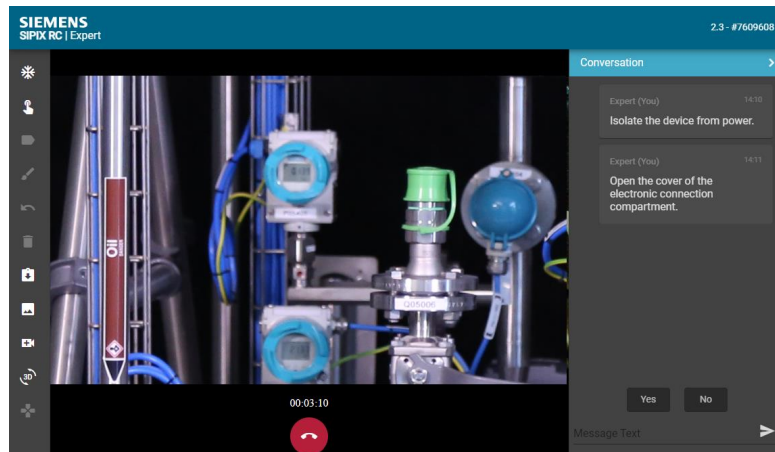 SIEMENS
SIPIX RC | Expert
2.3 - #7609608
Conversation
Expert (You) 14:10
Isolate the device from power.
Expert (You) 14:11
Open the cover of the
electronic connection
compartment.
Oil
Q05006
3D
00:03:10
Yes No
Message Text